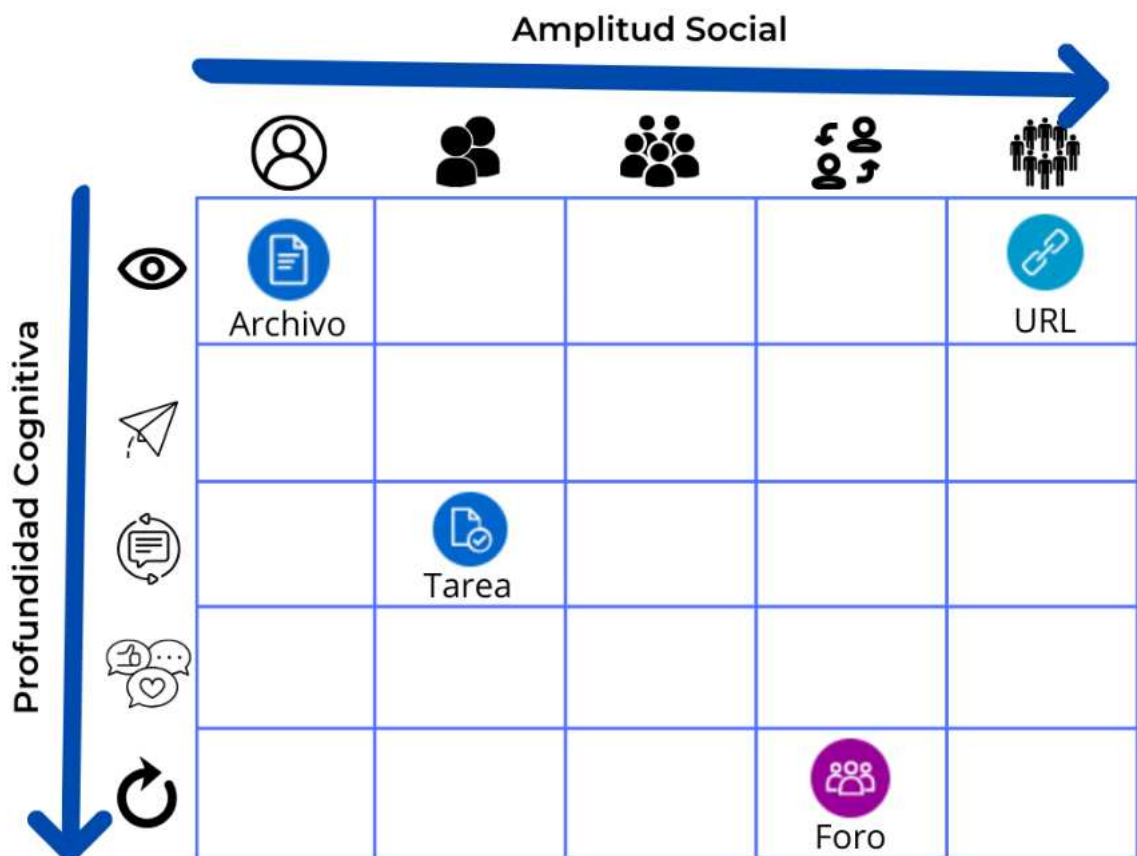 Amplitud Social
Profundidad Cognitiva
Archivo
URL
Tarea
Foro